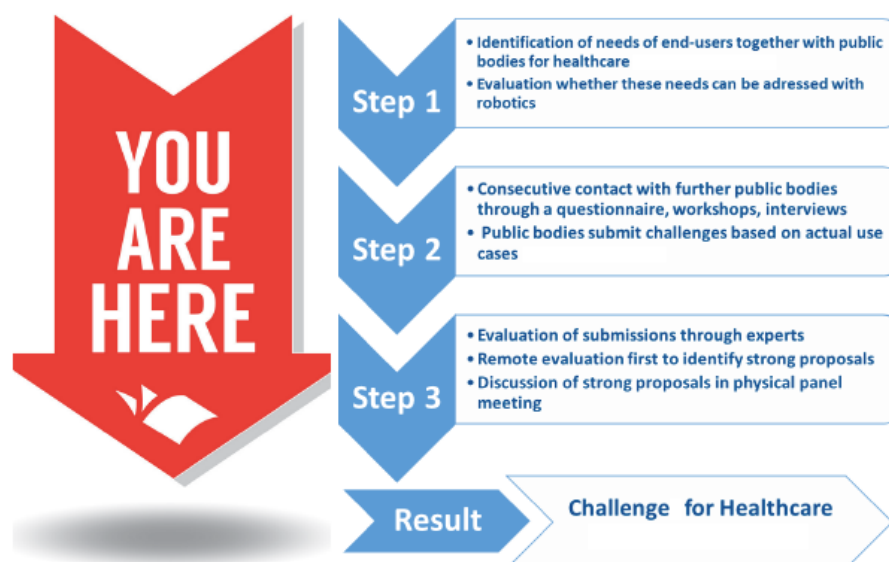 YOU
ARE
HERE
Step 1
• Identification of needs of end-users together with public
bodies for healthcare
• Evaluation whether these needs can be adressed with
robotics
Step 2
• Consecutive contact with further public bodies
through a questionnaire, workshops, interviews
• Public bodies submit challenges based on actual use
cases
Step 3
• Evaluation of submissions through experts
• Remote evaluation first to identify strong proposals
• Discussion of strong proposals in physical panel
meeting
Result
Challenge for Healthcare